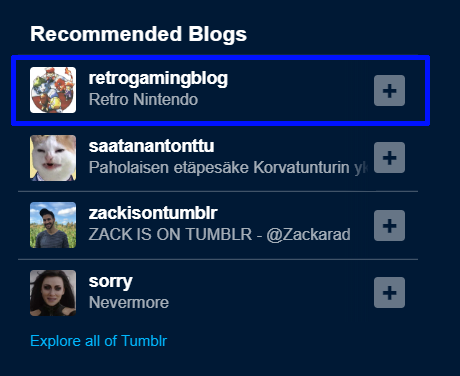 Recommended Blogs
retrogamingblog
Retro Nintendo
saatanantonttu
Paholaisen etäpesäke Korvatunturin
zackisontumblr
ZACK IS ON TUMBLR - @Zackarad
sorry
Nevermore
Explore all of Tumblr